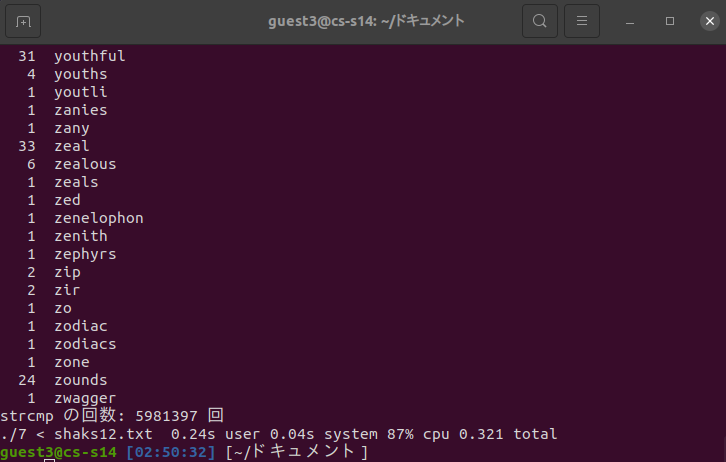 guest3@cs-s14: ~/ドキュメント
31 youthful
4 youths
1 youtli
1 zanies
1 zany
33 zeal
6 zealous
1 zeals
1 zed
1 zenelophon
1 zenith
1 zephyrs
2 zip
2 zir
1 zo
1 zodiac
1 zodiacs
1 zone
24 zounds
1 zwagger
strcmp の回数: 5981397 回
./7 < shaks12.txt  0.24s user 0.04s system 87% cpu 0.321 total
guest3@cs-s14 [02:50:32] [~/ドキュメント]